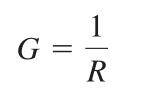 G = 1/R